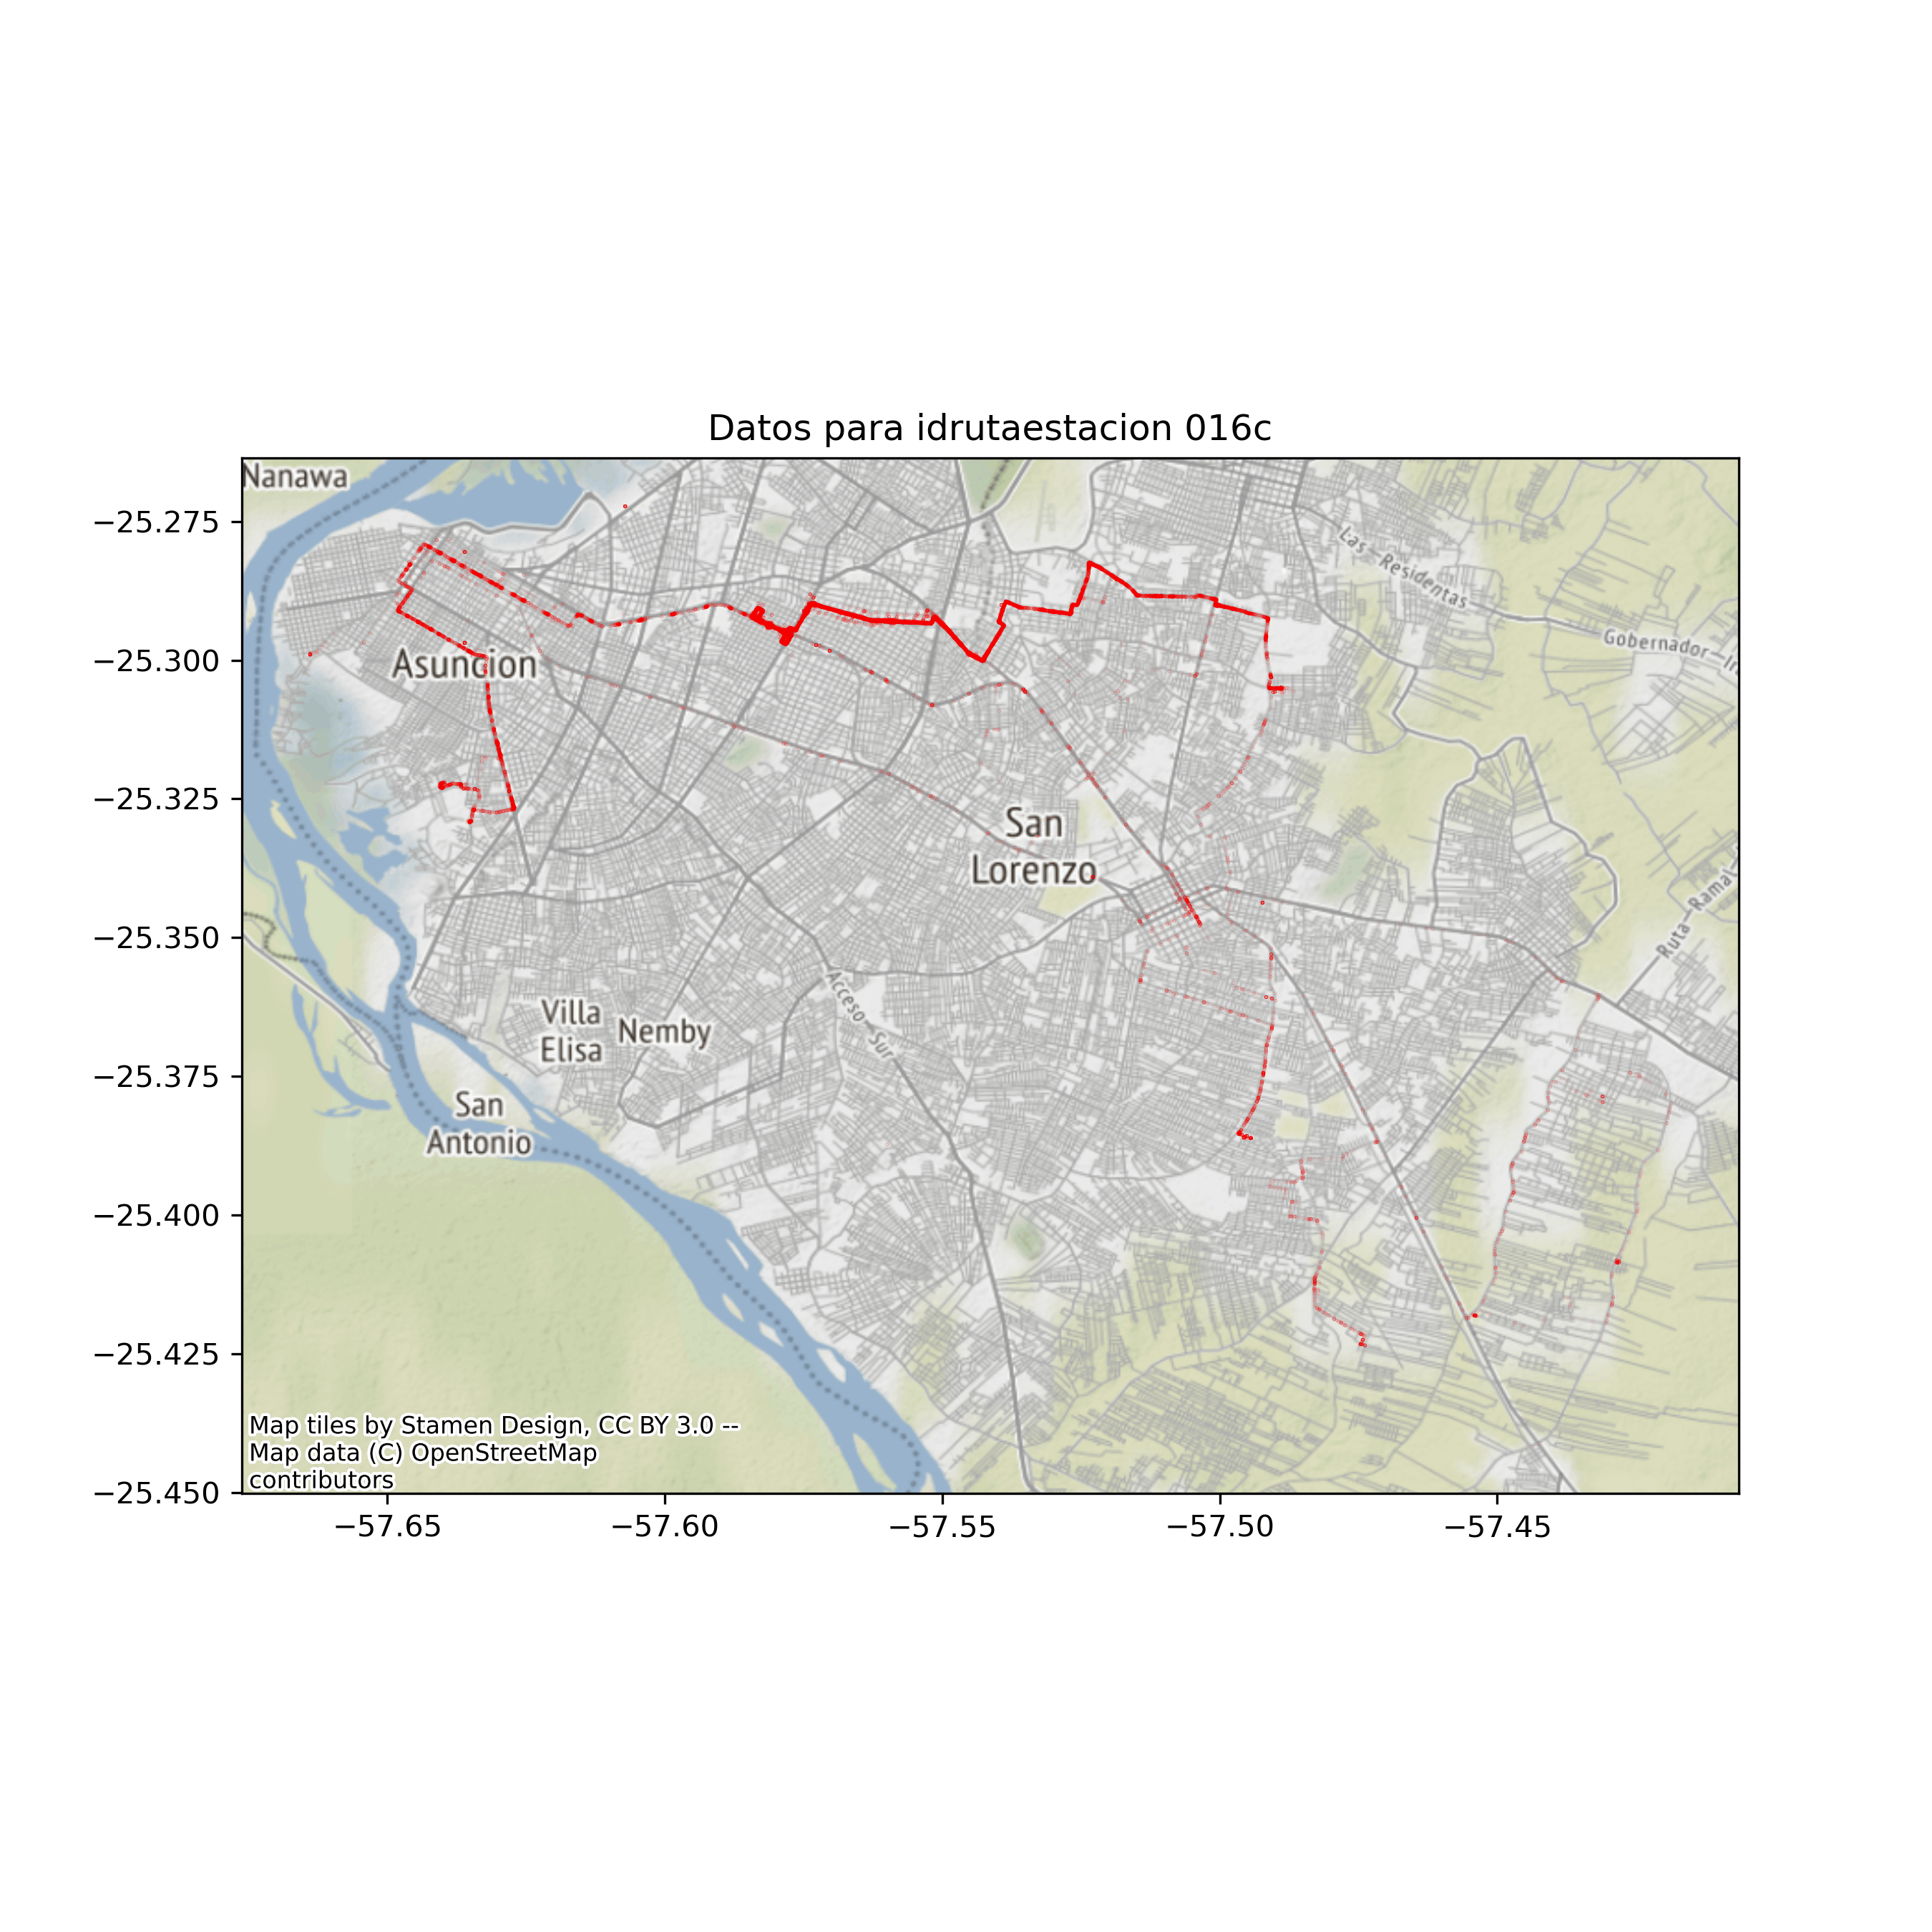 Datos para idrutaestacion 016c
Nanawa
−25.275
Las Residentas
−25.300
Gobernador
Asuncion
−25.325
San
Lorenzo
−25.350
Ruta Ramal
Acceso Sur
Villa
Elisa
Nemby
−25.375
San
Antonio
−25.400
−25.425
Map tiles by Stamen Design, CC BY 3.0 --
Map data (C) OpenStreetMap
contributors
−25.450
−57.65 −57.60 −57.55 −57.50 −57.45